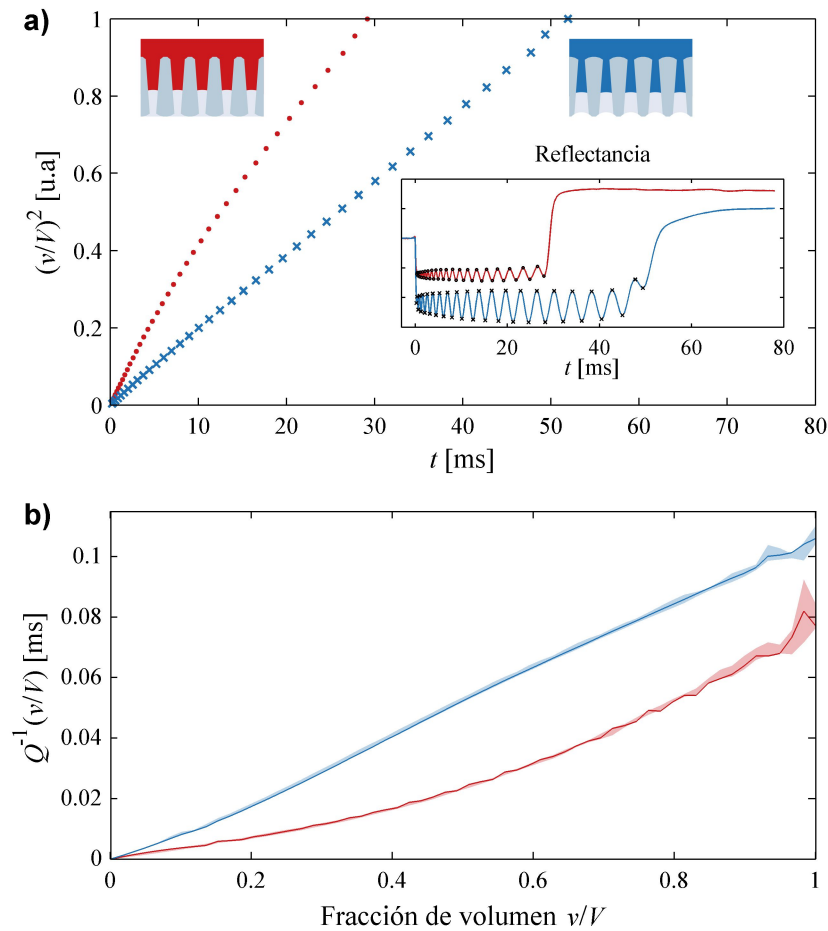 a)
1
0.8
0.6
0.4
0.2
0
(v/V)² [u.a]
Reflectancia
0 20 40 60 80
t [ms]
0 10 20 30 40 50 60 70 80
t [ms]
b)
0.1
0.08
0.06
0.04
0.02
0
Q⁻¹(v/V) [ms]
0 0.2 0.4 0.6 0.8 1
Fracción de volumen v/V